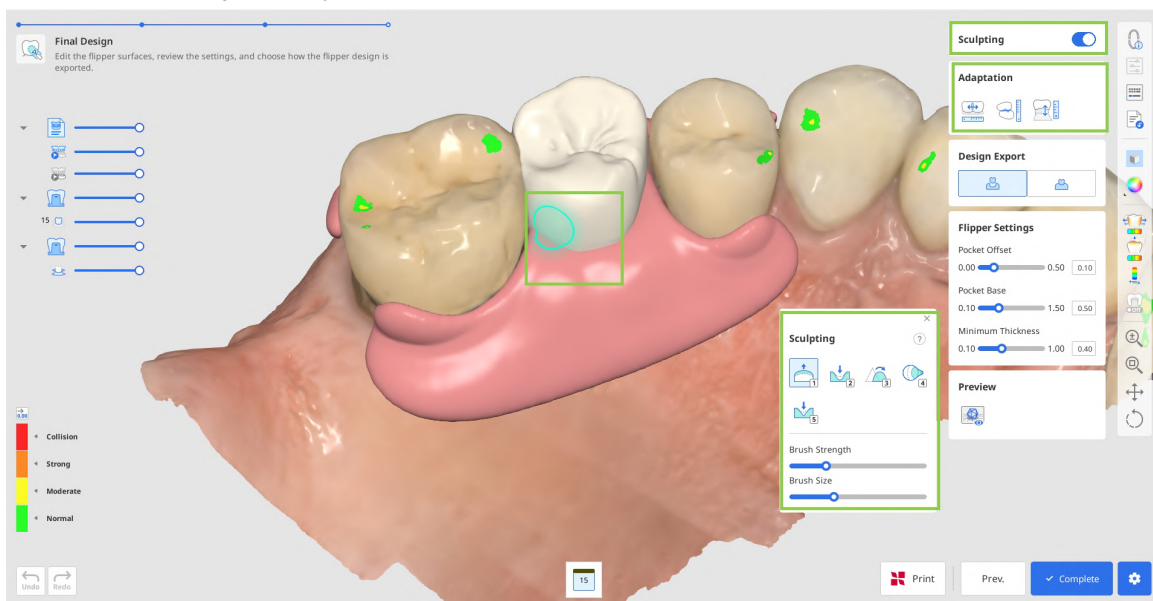 Final Design
Edit the flipper surfaces, review the settings, and choose how the flipper design is
exported.
15
0.00
Collision
Strong
Moderate
Normal
Undo
Redo
15
Sculpting
?
1
2
3
4
5
Brush Strength
Brush Size
Sculpting
Adaptation
Design Export
Flipper Settings
Pocket Offset
0.00 0.50 0.10
Pocket Base
0.10 1.50 0.50
Minimum Thickness
0.10 1.00 0.40
Preview
Print
Prev.
Complete